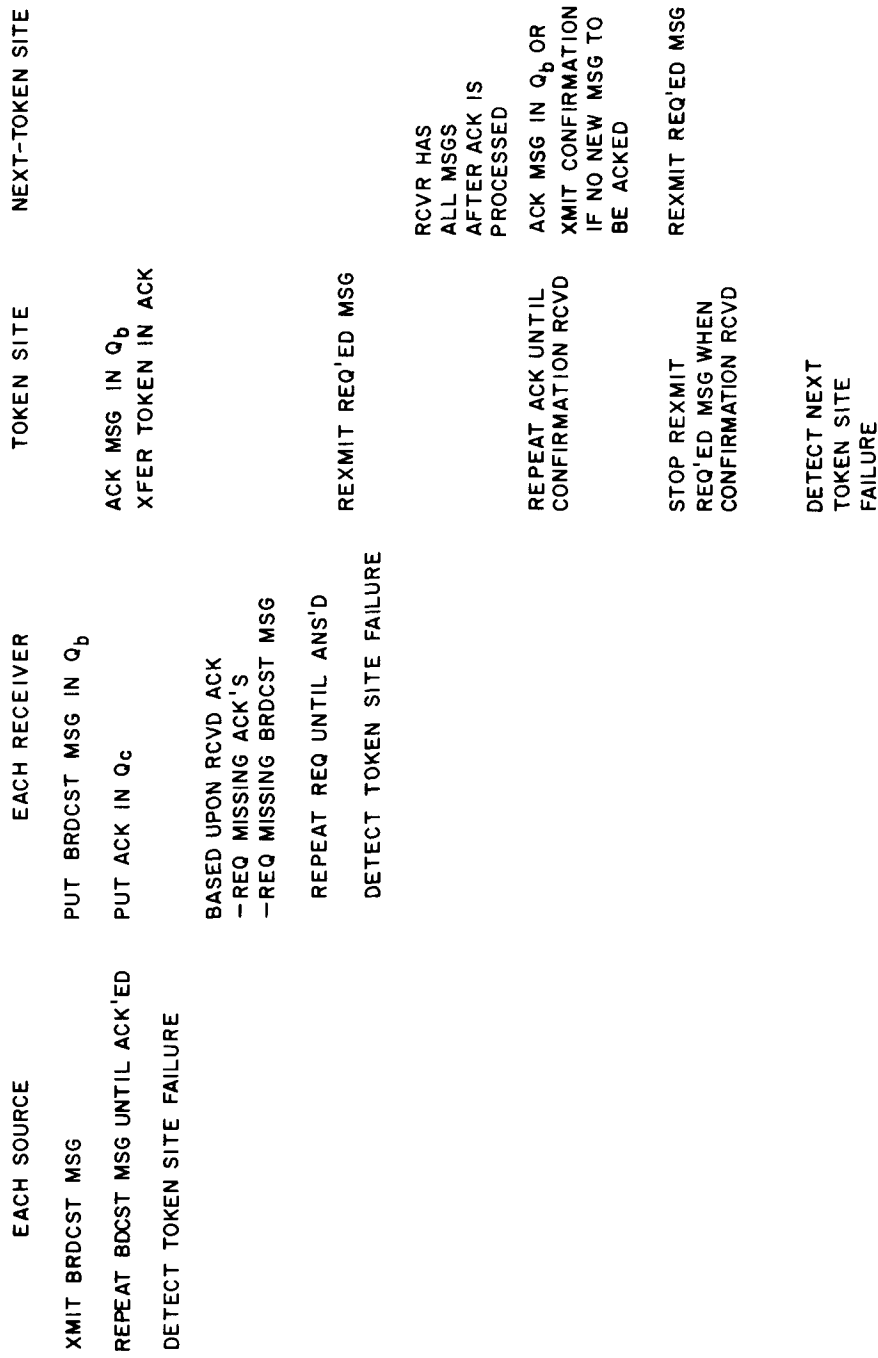 EACH SOURCE
XMIT BRDCST MSG
REPEAT BDCST MSG UNTIL ACK'ED
DETECT TOKEN SITE FAILURE
EACH RECEIVER
PUT BRDCST MSG IN Qb
PUT ACK IN Qc
BASED UPON RCVD ACK
—REQ MISSING ACK'S
—REQ MISSING BRDCST MSG
REPEAT REQ UNTIL ANS'D
DETECT TOKEN SITE FAILURE
TOKEN SITE
ACK MSG IN Qb
XFER TOKEN IN ACK
REXMIT REQ'ED MSG
REPEAT ACK UNTIL
CONFIRMATION RCVD
STOP REXMIT
REQ'ED MSG WHEN
CONFIRMATION RCVD
DETECT NEXT
TOKEN SITE
FAILURE
NEXT-TOKEN SITE
RCVR HAS
ALL MSGS
AFTER ACK IS
PROCESSED
ACK MSG IN Qb OR
XMIT CONFIRMATION
IF NO NEW MSG TO
BE ACKED
REXMIT REQ'ED MSG